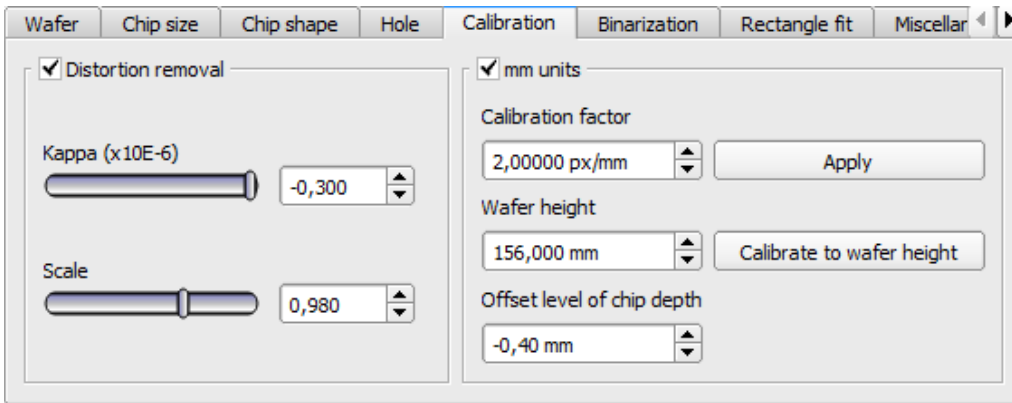 Wafer Chip size Chip shape Hole Calibration Binarization Rectangle fit Miscellar
Distortion removal
Kappa (x10E-6)
-0,300
Scale
0,980
mm units
Calibration factor
2,00000 px/mm Apply
Wafer height
156,000 mm Calibrate to wafer height
Offset level of chip depth
-0,40 mm